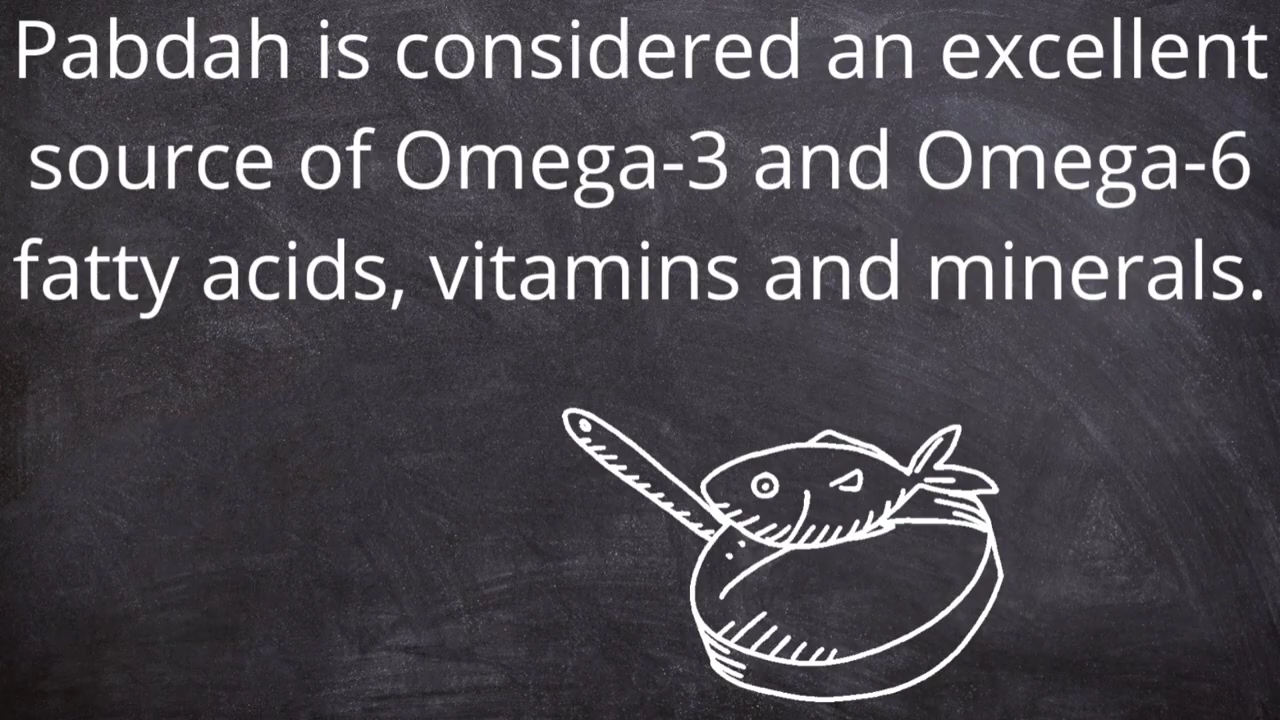 Pabdah is considered an excellent
source of Omega-3 and Omega-6
fatty acids, vitamins and minerals.